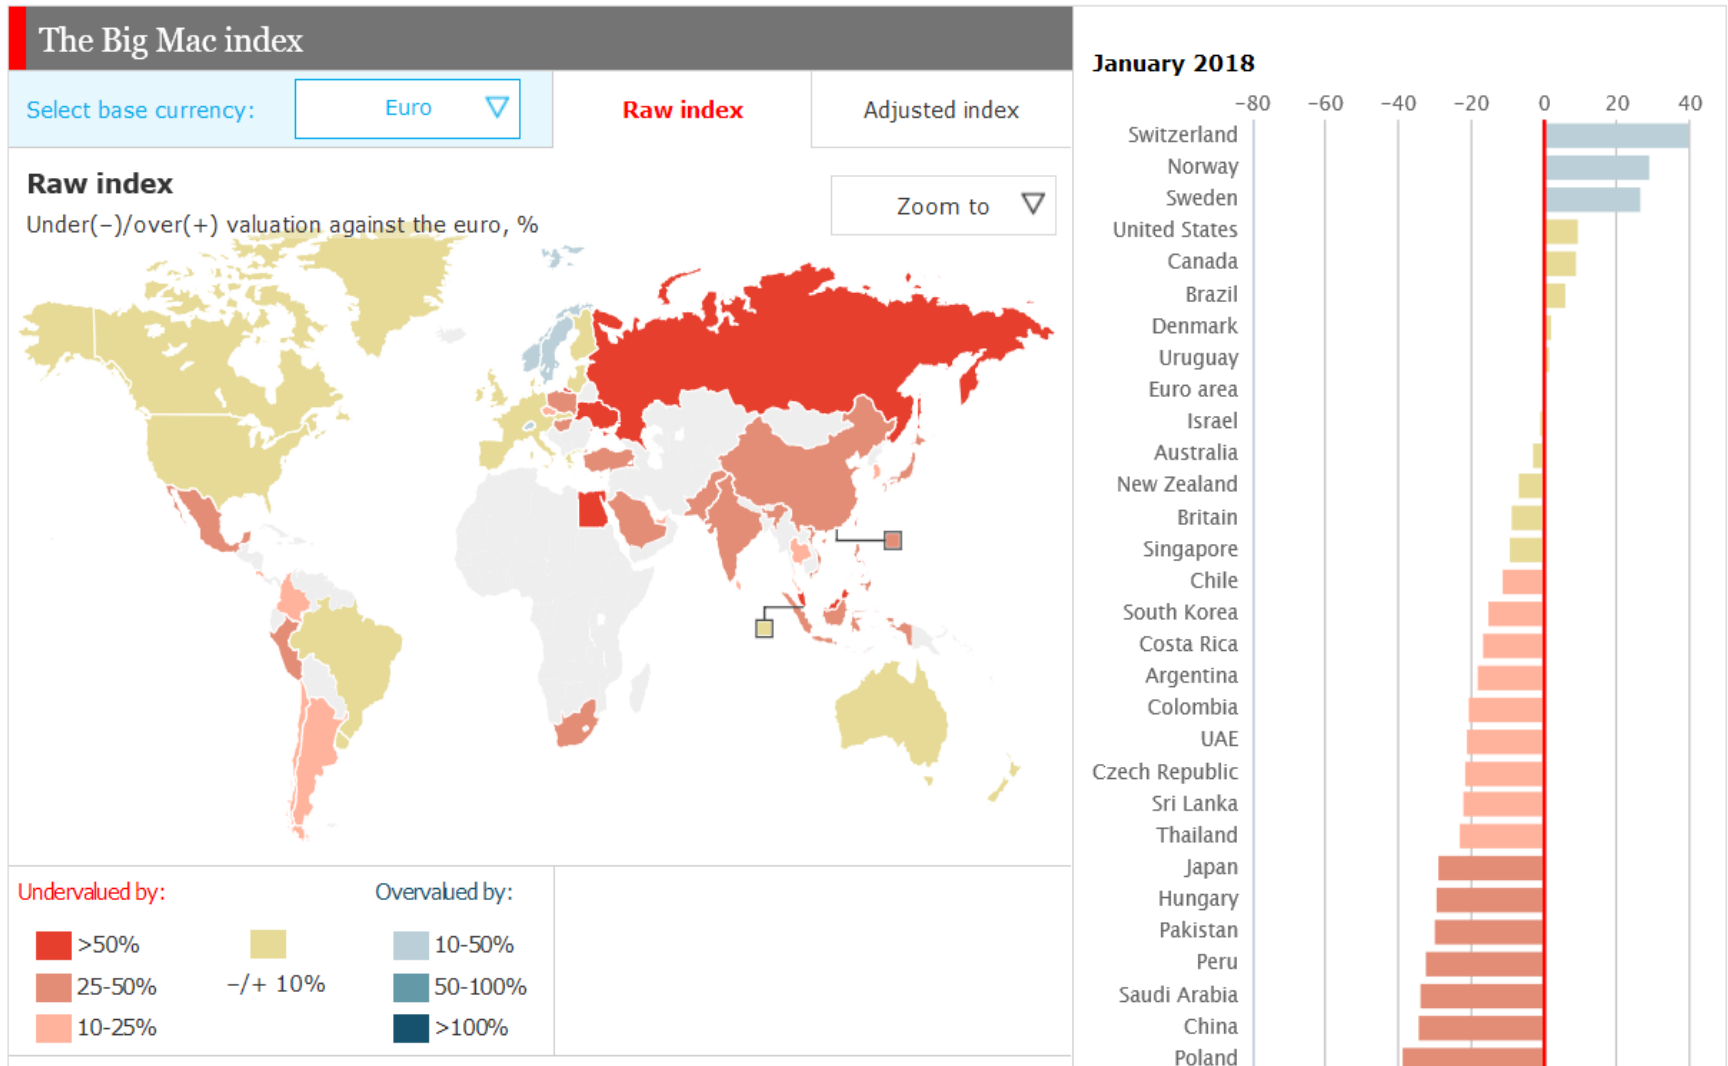 The Big Mac index
Select base currency:
Euro
Raw index
Adjusted index
Raw index
Under(−)/over(+) valuation against the euro, %
Zoom to
Undervalued by:
>50%
25-50%
10-25%
−/+ 10%
Overvalued by:
10-50%
50-100%
>100%
January 2018
−80 −60 −40 −20 0 20 40
Switzerland
Norway
Sweden
United States
Canada
Brazil
Denmark
Uruguay
Euro area
Israel
Australia
New Zealand
Britain
Singapore
Chile
South Korea
Costa Rica
Argentina
Colombia
UAE
Czech Republic
Sri Lanka
Thailand
Japan
Hungary
Pakistan
Peru
Saudi Arabia
China
Poland